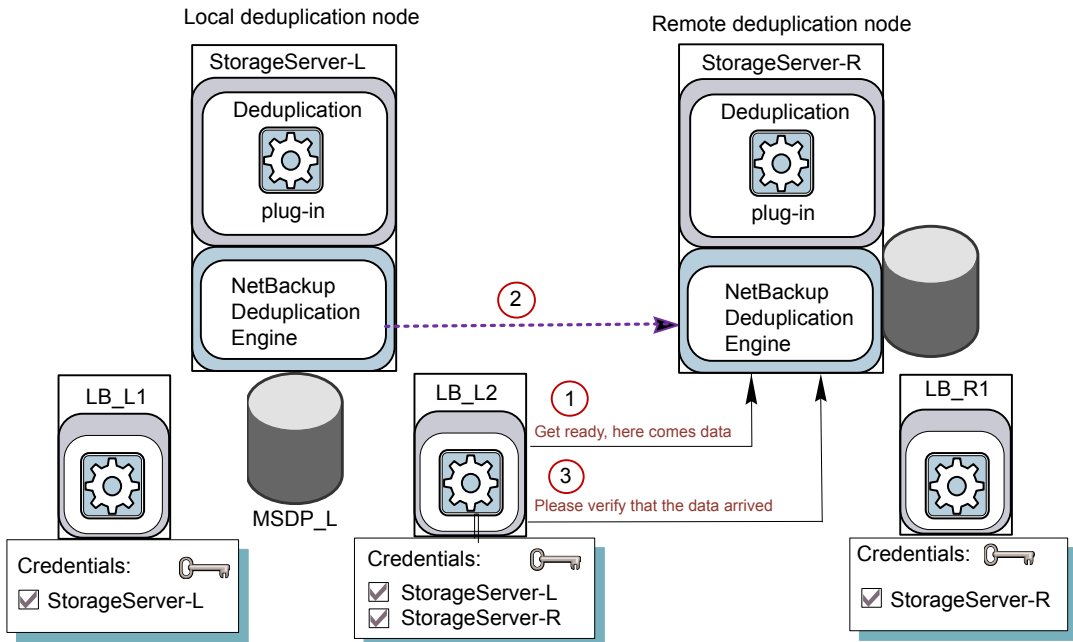 Local deduplication node
Remote deduplication node
StorageServer-L
Deduplication
plug-in
NetBackup
Deduplication
Engine
2
StorageServer-R
Deduplication
plug-in
NetBackup
Deduplication
Engine
LB_L1
MSDP_L
LB_L2
1
Get ready, here comes data
3
Please verify that the data arrived
LB_R1
Credentials:
StorageServer-L
Credentials:
StorageServer-L
StorageServer-R
Credentials:
StorageServer-R